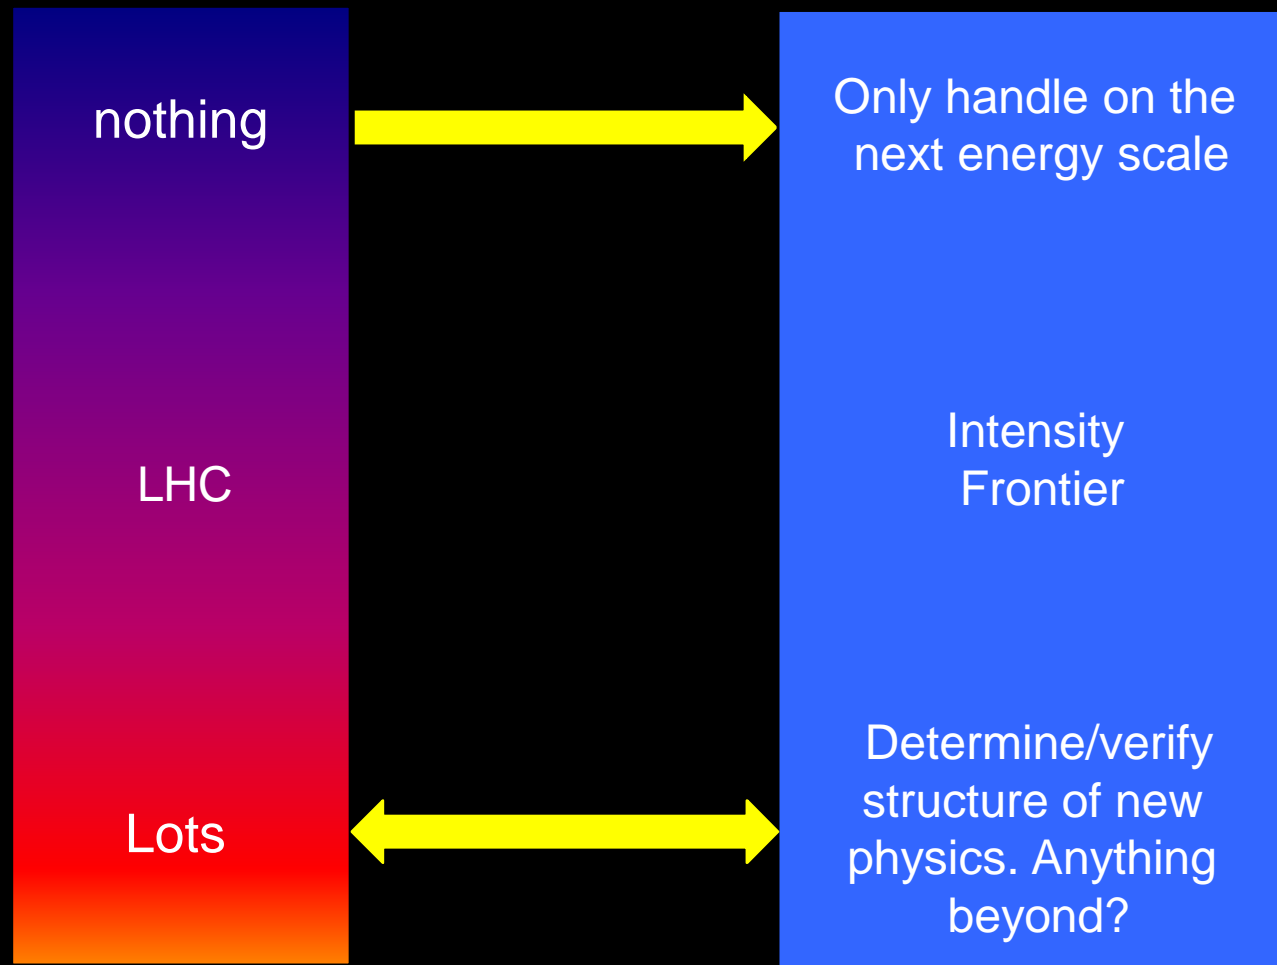 nothing
Only handle on the
next energy scale
LHC
Intensity
Frontier
Lots
Determine/verify
structure of new
physics. Anything
beyond?